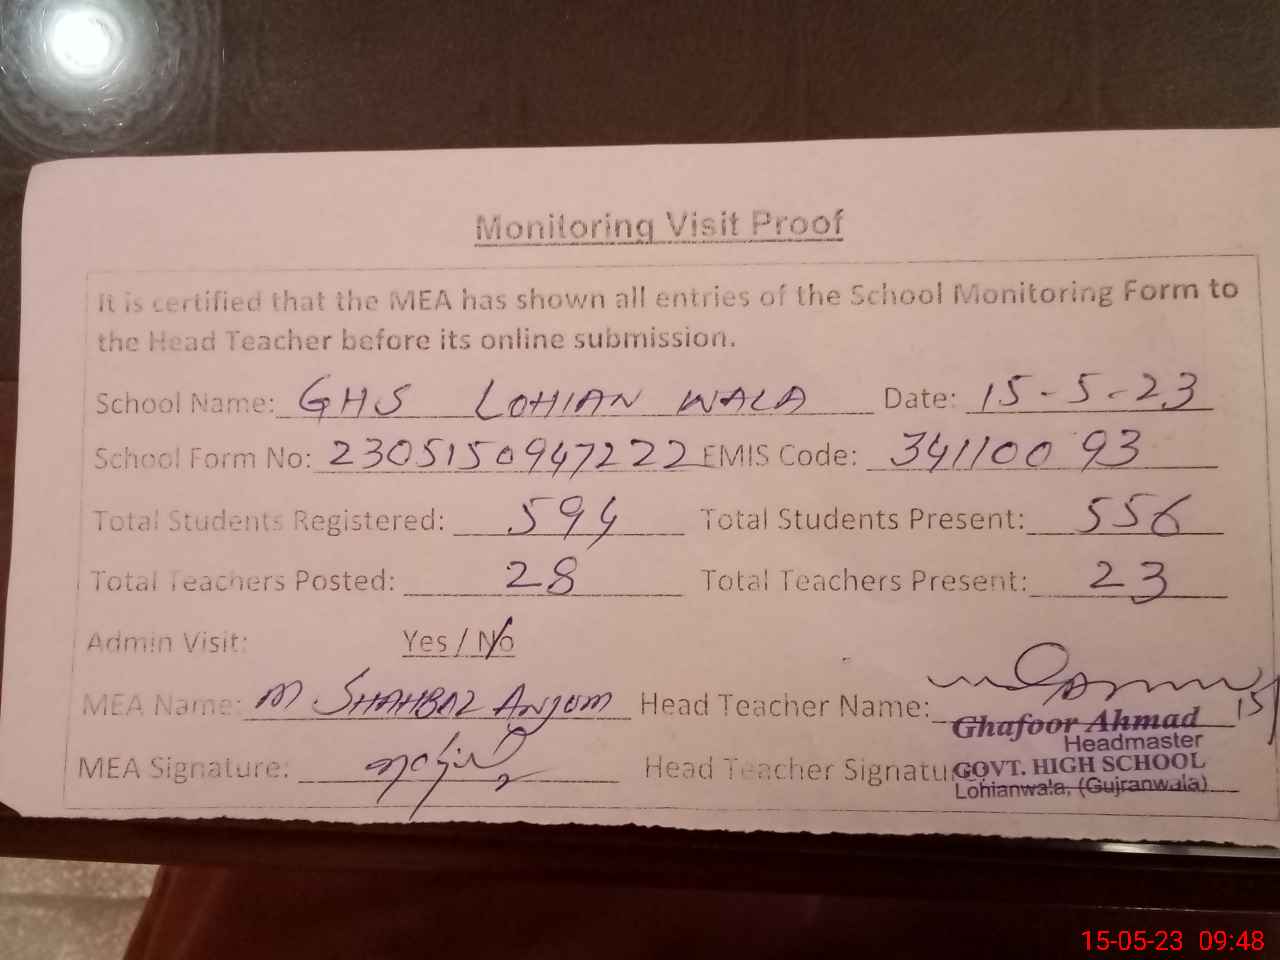 Monitoring Visit Proof
It is certified that the MEA has shown all entries of the School Monitoring Form to
the Head Teacher before its online submission.
School Name: GHS LOHIAN WALA Date: 15-5-23
School Form No: 2305150947222 EMIS Code: 34110093
Total Students Registered: 594 Total Students Present: 556
Total Teachers Posted: 28 Total Teachers Present: 23
Admin Visit: Yes / No
MEA Name: M SHAHBAZ ANJUM Head Teacher Name:
Ghafoor Ahmad
Headmaster
MEA Signature: Head Teacher Signatu
GOVT. HIGH SCHOOL
Lohianwala, (Gujranwala)
15-05-23 09:48